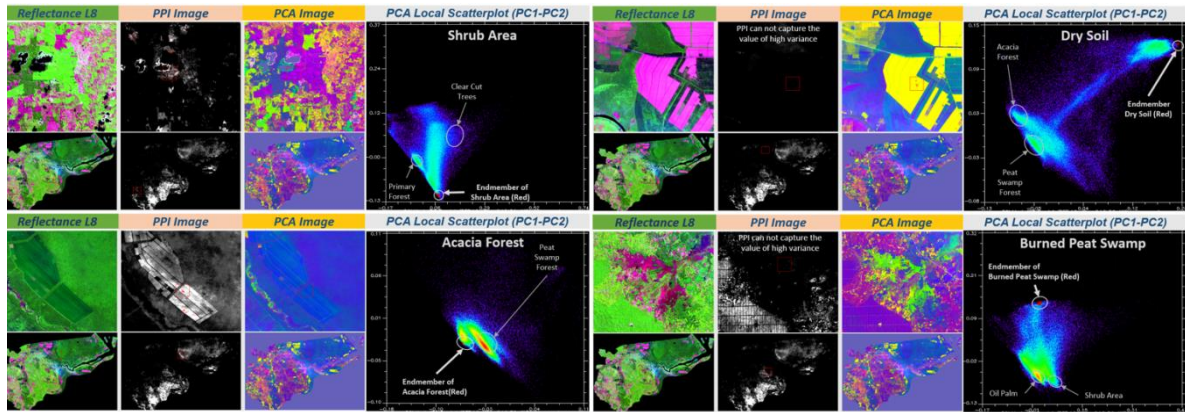 Reflectance L8
PPI Image
PCA Image
PCA Local Scatterplot (PC1-PC2)
Shrub Area
Clear Cut
Trees
Primary
Forest
Endmember of
Shrub Area (Red)
Reflectance L8
PPI Image
PCA Image
PCA Local Scatterplot (PC1-PC2)
PPI can not capture the
value of high variance
Dry Soil
Acacia
Forest
Endmember
Dry Soil (Red)
Peat
Swamp
Forest
Reflectance L8
PPI Image
PCA Image
PCA Local Scatterplot (PC1-PC2)
Acacia Forest
Peat
Swamp
Forest
Endmember of
Acacia Forest(Red)
Reflectance L8
PPI Image
PCA Image
PCA Local Scatterplot (PC1-PC2)
PPI can not capture the
value of high variance
Burned Peat Swamp
Endmember of
Burned Peat Swamp (Red)
Oil Palm
Shrub Area